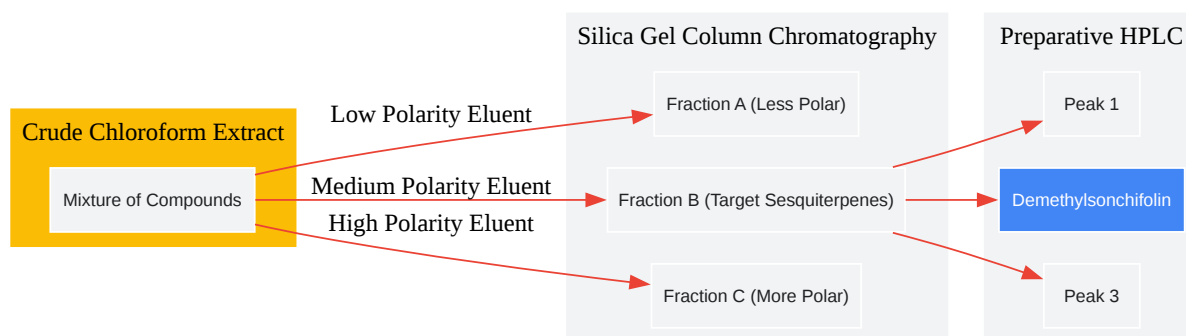 Silica Gel Column Chromatography
Preparative HPLC
Fraction A (Less Polar)
Peak 1
Low Polarity Eluent
Crude Chloroform Extract
Mixture of Compounds
Medium Polarity Eluent
Fraction B (Target Sesquiterpenes)
Demethylsonchifolin
High Polarity Eluent
Fraction C (More Polar)
Peak 3